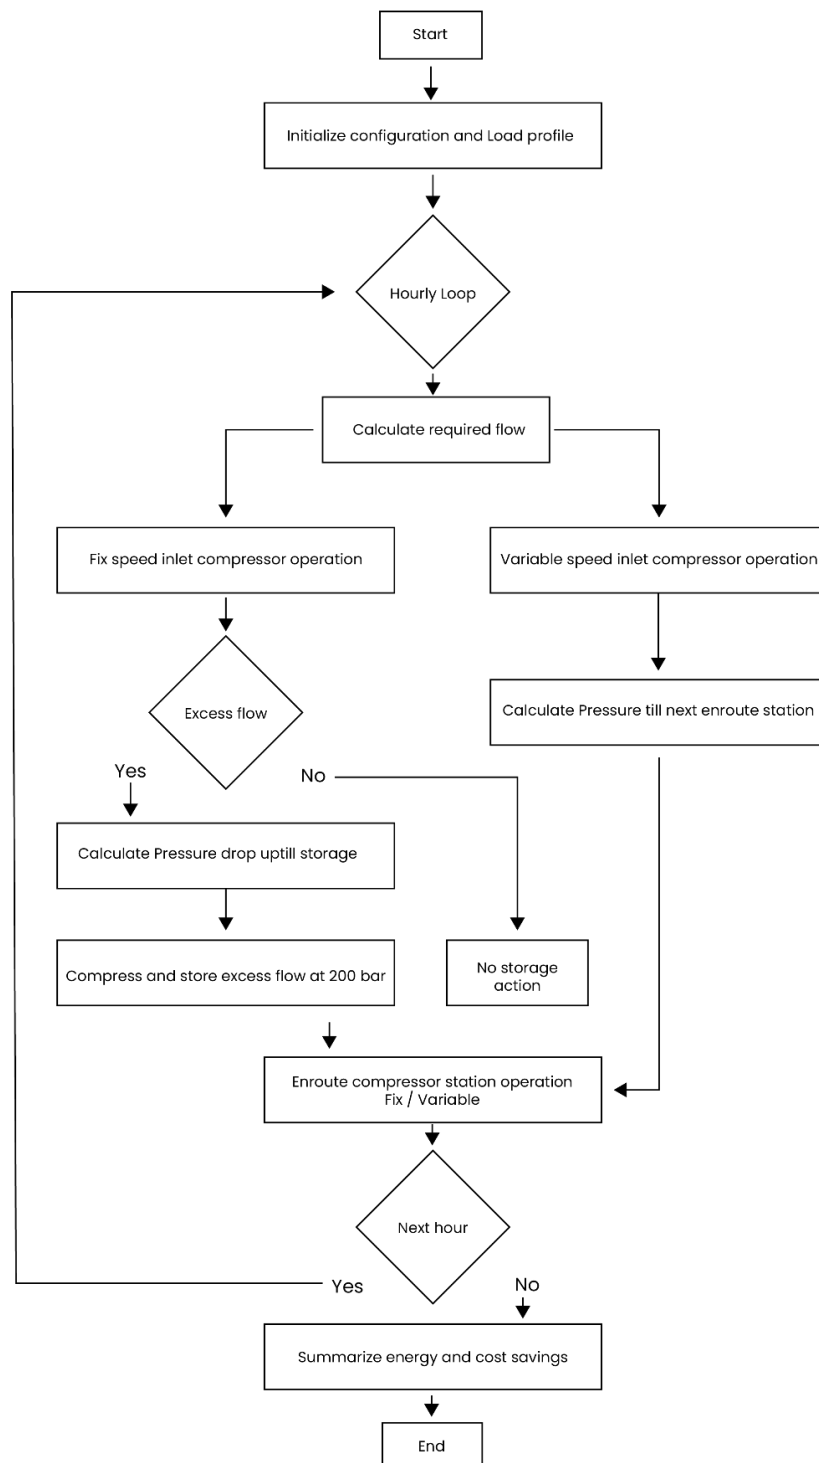 Start
Initialize configuration and Load profile
Hourly Loop
Calculate required flow
Fix speed inlet compressor operation
Variable speed inlet compressor operation
Excess flow
Calculate Pressure till next enroute station
Yes
No
Calculate Pressure drop uptill storage
Compress and store excess flow at 200 bar
No storage
action
Enroute compressor station operation
Fix / Variable
Next hour
Yes
No
Summarize energy and cost savings
End